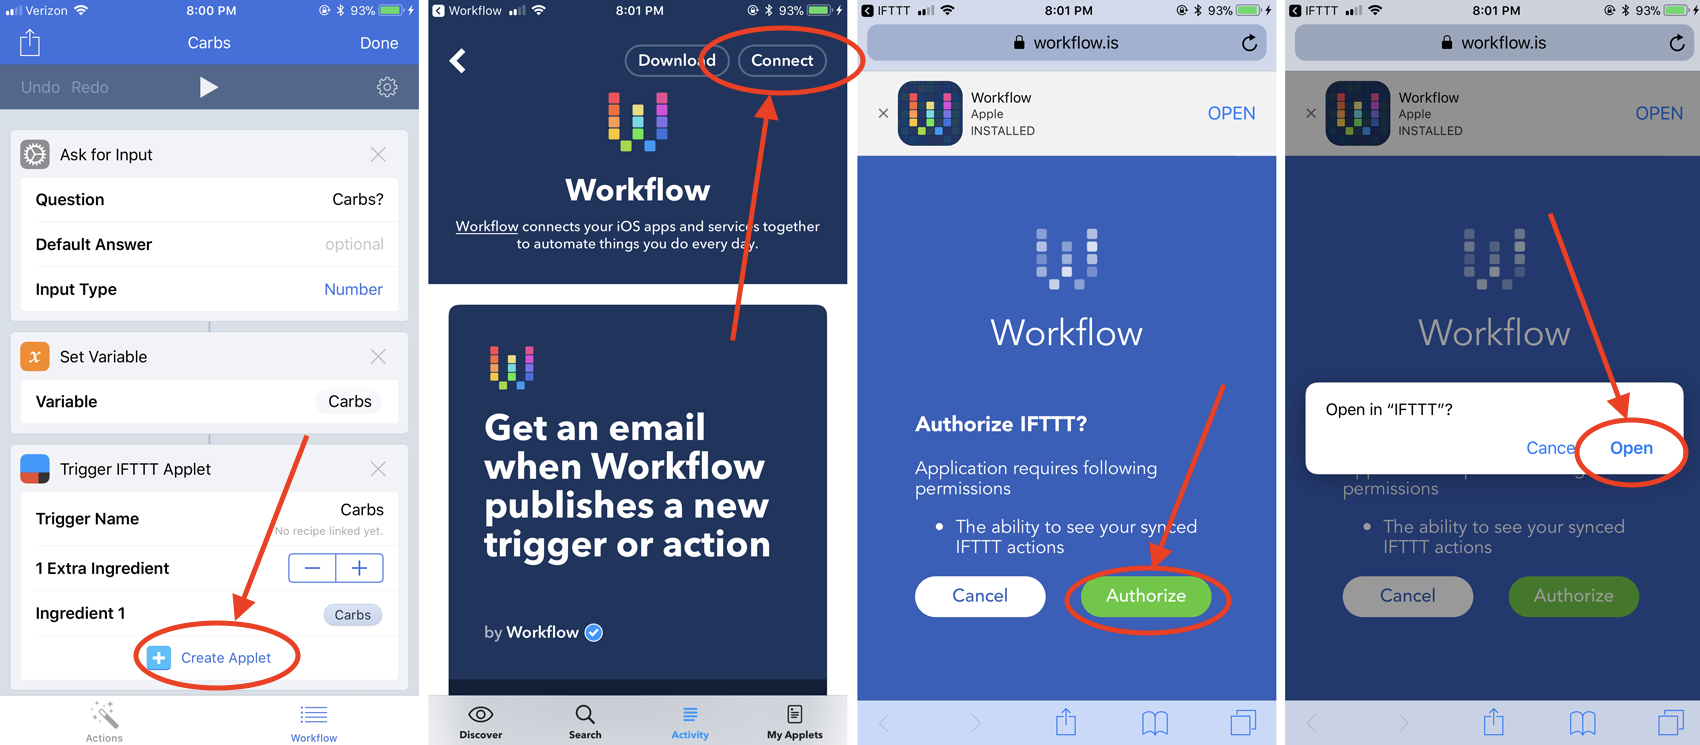 Verizon 8:00 PM 93%
Carbs Done
Undo Redo
Ask for Input
Question Carbs?
Default Answer optional
Input Type Number
x Set Variable
Variable Carbs
Trigger IFTTT Applet
Trigger Name Carbs
No recipe linked yet.
1 Extra Ingredient
Ingredient 1 Carbs
Create Applet
Actions Workflow
Workflow 8:01 PM 93%
Download Connect
Workflow
Workflow connects your iOS apps and services together
to automate things you do every day.
Get an email
when Workflow
publishes a new
trigger or action
by Workflow
Discover Search Activity My Applets
IFTTT 8:01 PM 93%
workflow.is
Workflow
Apple
INSTALLED
OPEN
Workflow
Authorize IFTTT?
Application requires following
permissions
• The ability to see your synced
IFTTT actions
Cancel Authorize
IFTTT 8:01 PM 93%
workflow.is
Workflow
Apple
INSTALLED
OPEN
Workflow
Open in “IFTTT”?
Cancel Open
permissions
• The ability to see your synced
IFTTT actions
Cancel Authorize